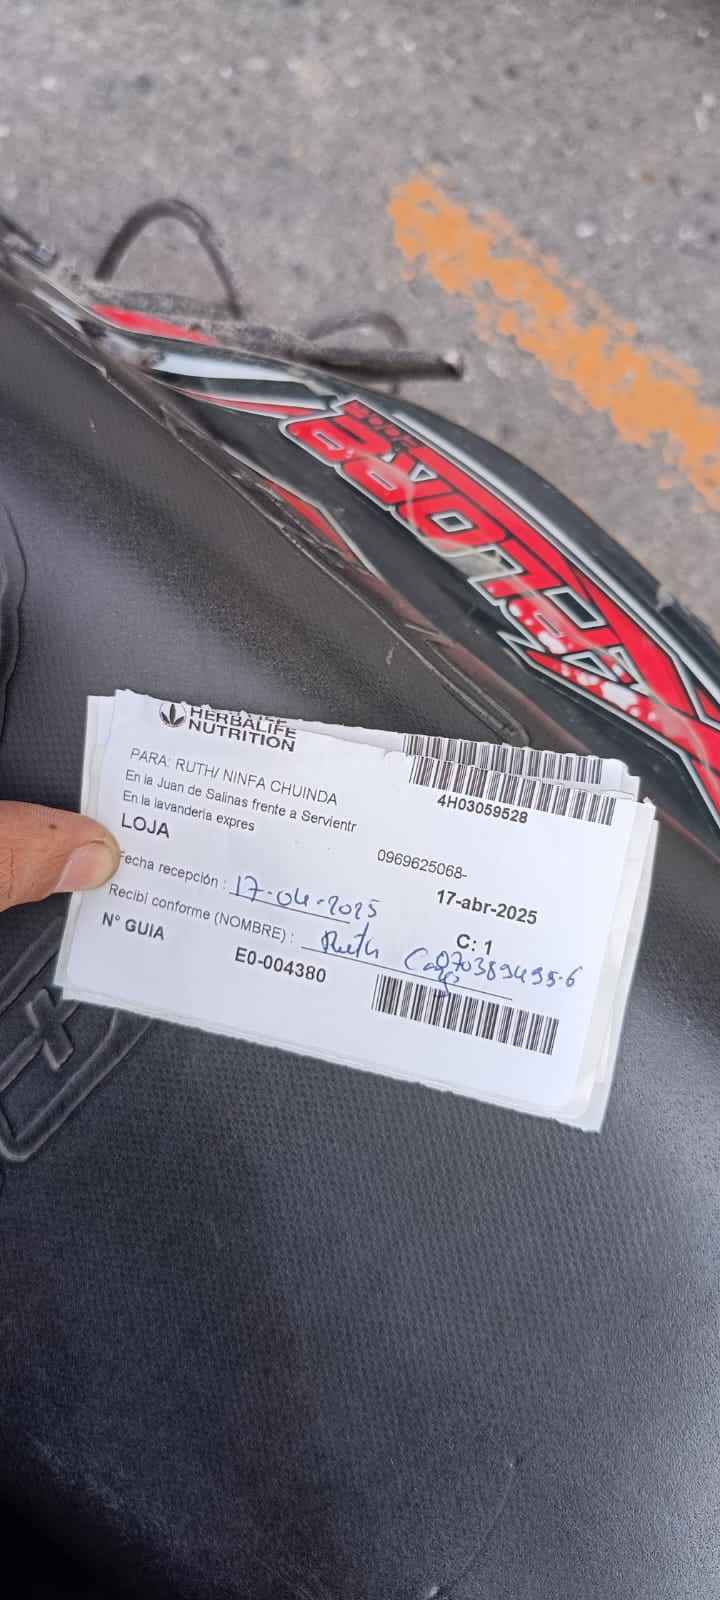 XPLORA
HERBALIFE
NUTRITION
PARA: RUTH/ NINFA CHUINDA
4H03059528
En la Juan de Salinas frente a Servientr
En la lavanderia expres
LOJA
0969625068-
Fecha recepción : 17-04-2025
17-abr-2025
Recibí conforme (NOMBRE) : Ruth
C: 1
N° GUIA
E0-004380